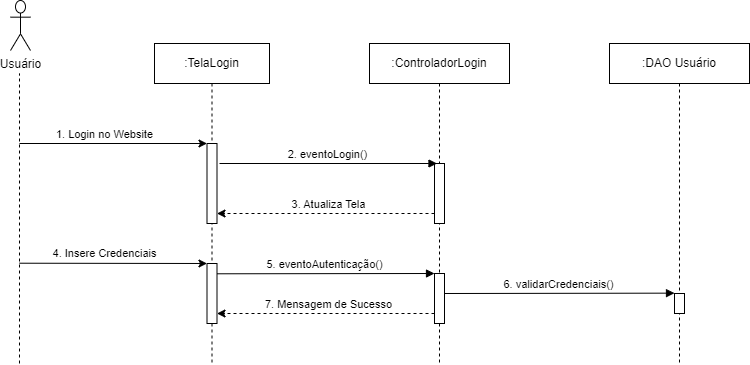 Usuário
:TelaLogin
:ControladorLogin
:DAO Usuário
1. Login no Website
2. eventoLogin()
3. Atualiza Tela
4. Insere Credenciais
5. eventoAutenticação()
6. validarCredenciais()
7. Mensagem de Sucesso